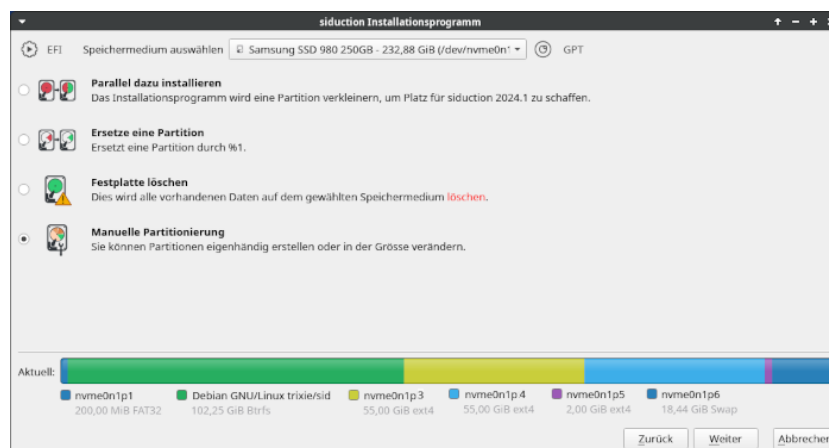 siduction Installationsprogramm
EFI Speichermedium auswählen Samsung SSD 980 250GB - 232,88 GiB (/dev/nvme0n1 GPT
Parallel dazu installieren
Das Installationsprogramm wird eine Partition verkleinern, um Platz für siduction 2024.1 zu schaffen.
Ersetze eine Partition
Ersetzt eine Partition durch %1.
Festplatte löschen
Dies wird alle vorhandenen Daten auf dem gewählten Speichermedium löschen.
Manuelle Partitionierung
Sie können Partitionen eigenhändig erstellen oder in der Grösse verändern.
Aktuell:
nvme0n1p1 Debian GNU/Linux trixie/sid nvme0n1p3 nvme0n1p4 nvme0n1p5 nvme0n1p6
200,00 MiB FAT32 102,25 GiB Btrfs 55,00 GiB ext4 55,00 GiB ext4 2,00 GiB ext4 18,44 GiB Swap
Zurück Weiter Abbrechen